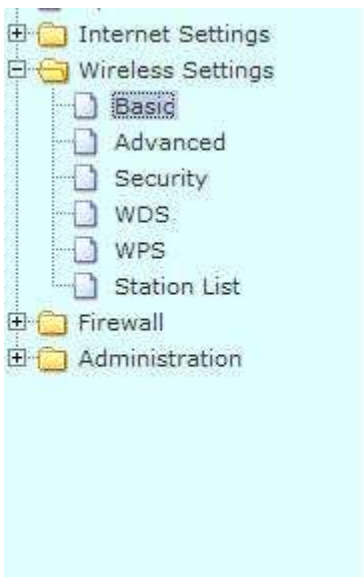 Internet Settings
Wireless Settings
Basic
Advanced
Security
WDS
WPS
Station List
Firewall
Administration